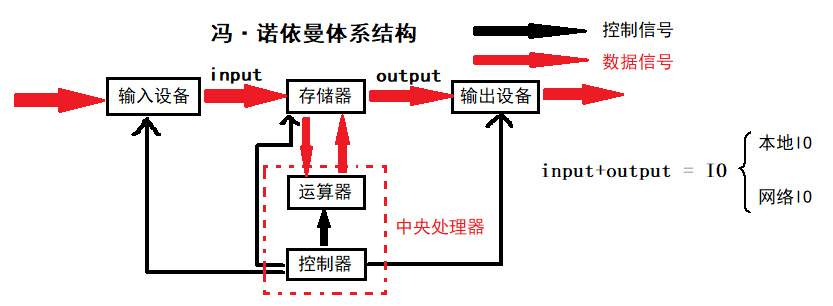 冯·诺依曼体系结构
控制信号
数据信号
input
output
输入设备
存储器
输出设备
运算器
中央处理器
控制器
input+output = IO
本地IO
网络IO